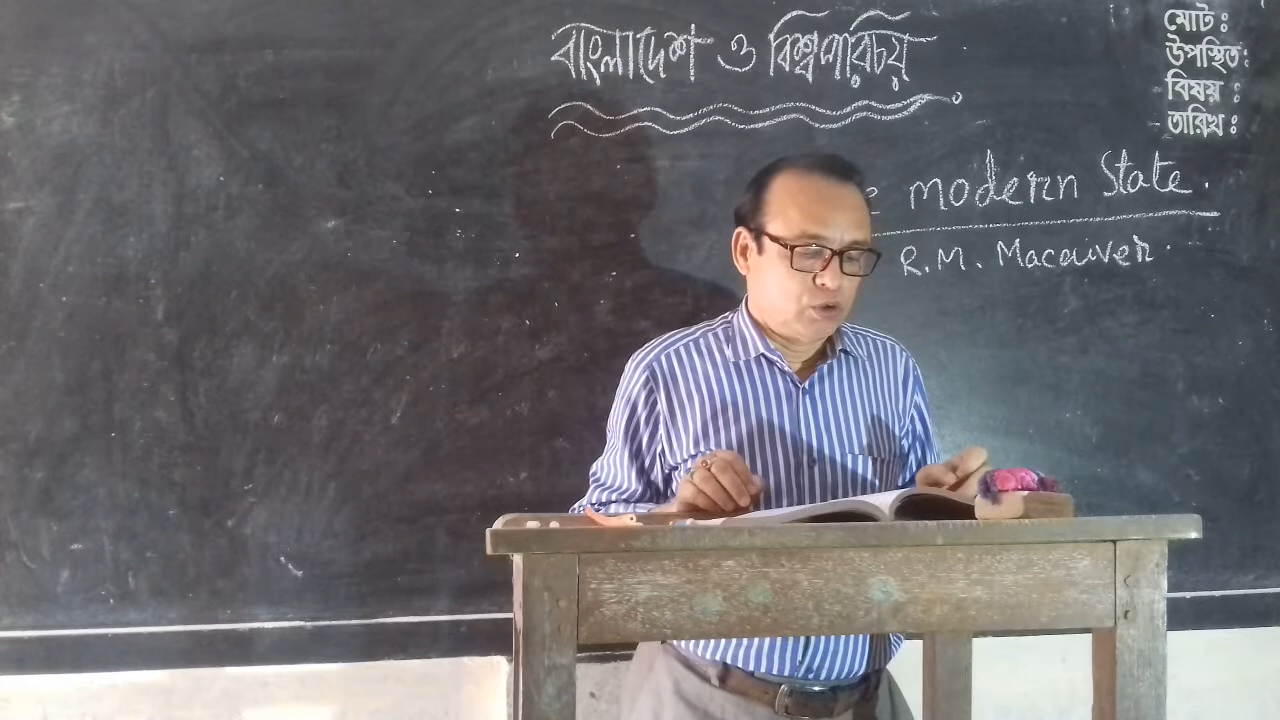 বাংলাদেশ ও বিশ্বপরিচয়
মোট :
উপস্থিত :
বিষয় :
তারিখ :
modern State.
R.M. Macaiver.